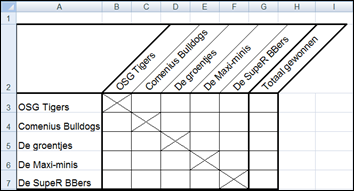 A B C D E F G H I
1
2 OSG Tigers Comenius Bulldogs De groentjes De Maxi-minis De SupeR BBers Totaal gewonnen
3 OSG Tigers
4 Comenius Bulldogs
5 De groentjes
6 De Maxi-minis
7 De SupeR BBers